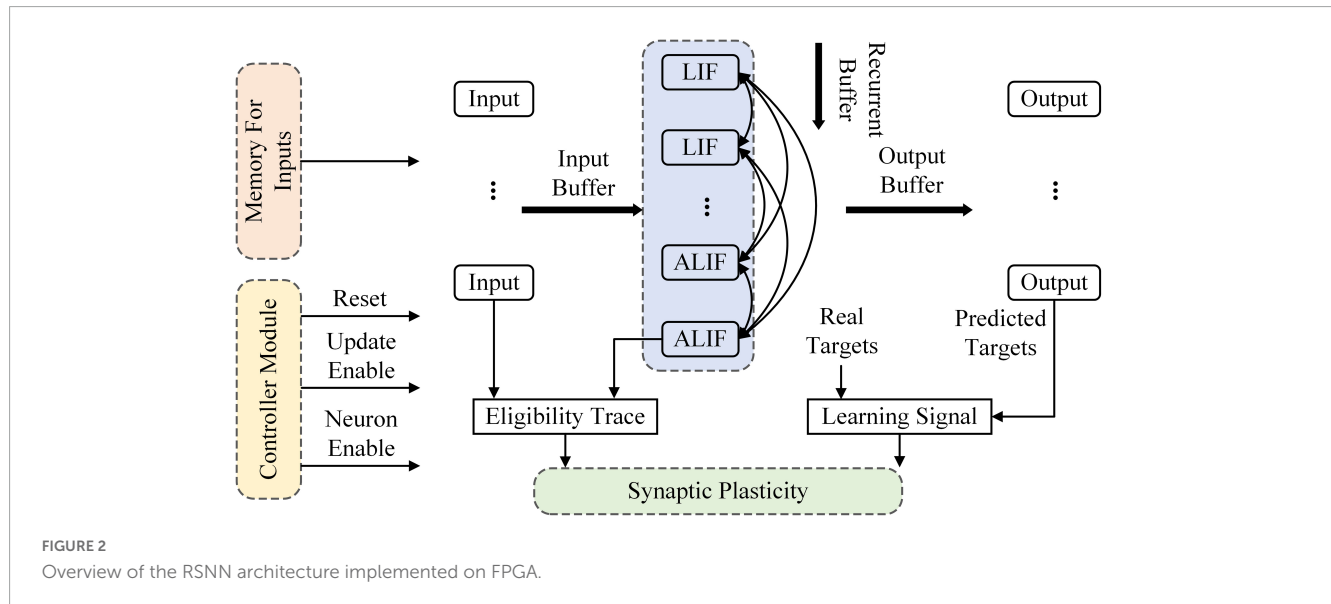 Memory For
Inputs
Controller Module
Reset
Update
Enable
Neuron
Enable
Input
⋮
Input
Input
Buffer
LIF
LIF
⋮
ALIF
ALIF
Recurrent
Buffer
Output
Buffer
Output
⋮
Output
Real
Targets
Predicted
Targets
Eligibility Trace
Learning Signal
Synaptic Plasticity
FIGURE 2
Overview of the RSNN architecture implemented on FPGA.